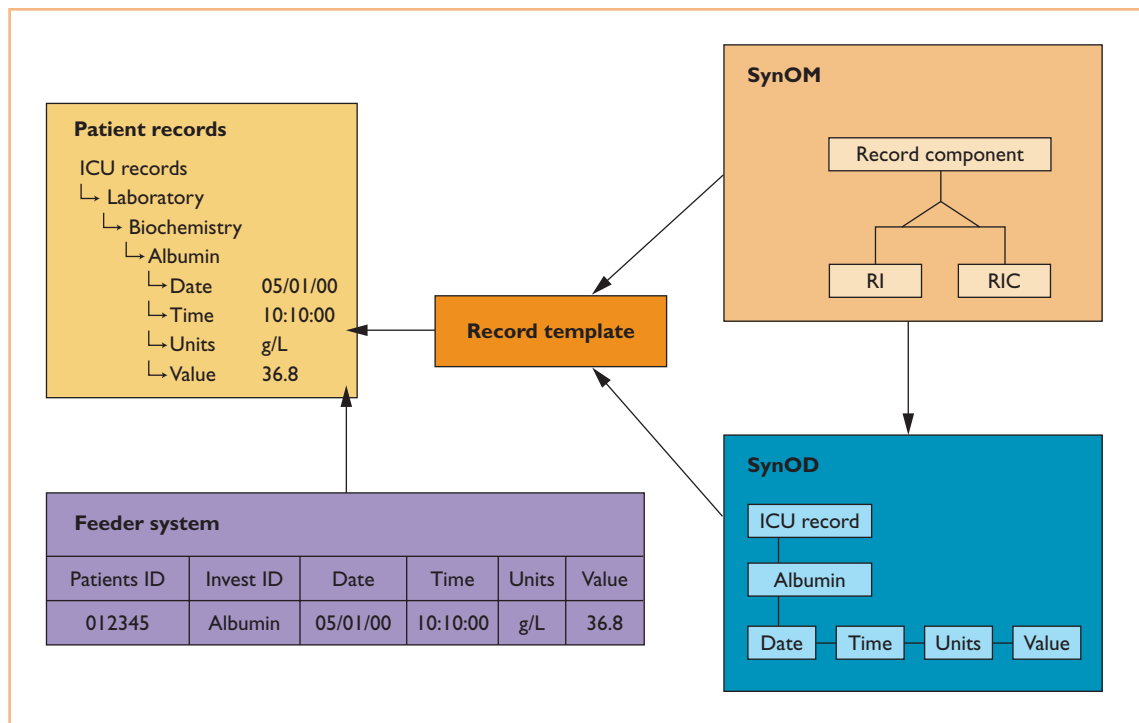 Patient records
ICU records
Laboratory
Biochemistry
Albumin
Date 05/01/00
Time 10:10:00
Units g/L
Value 36.8
Record template
SynOM
Record component
RI RIC
SynOD
ICU record
Albumin
Date Time Units Value
Feeder system
Patients ID Invest ID Date Time Units Value
012345 Albumin 05/01/00 10:10:00 g/L 36.8